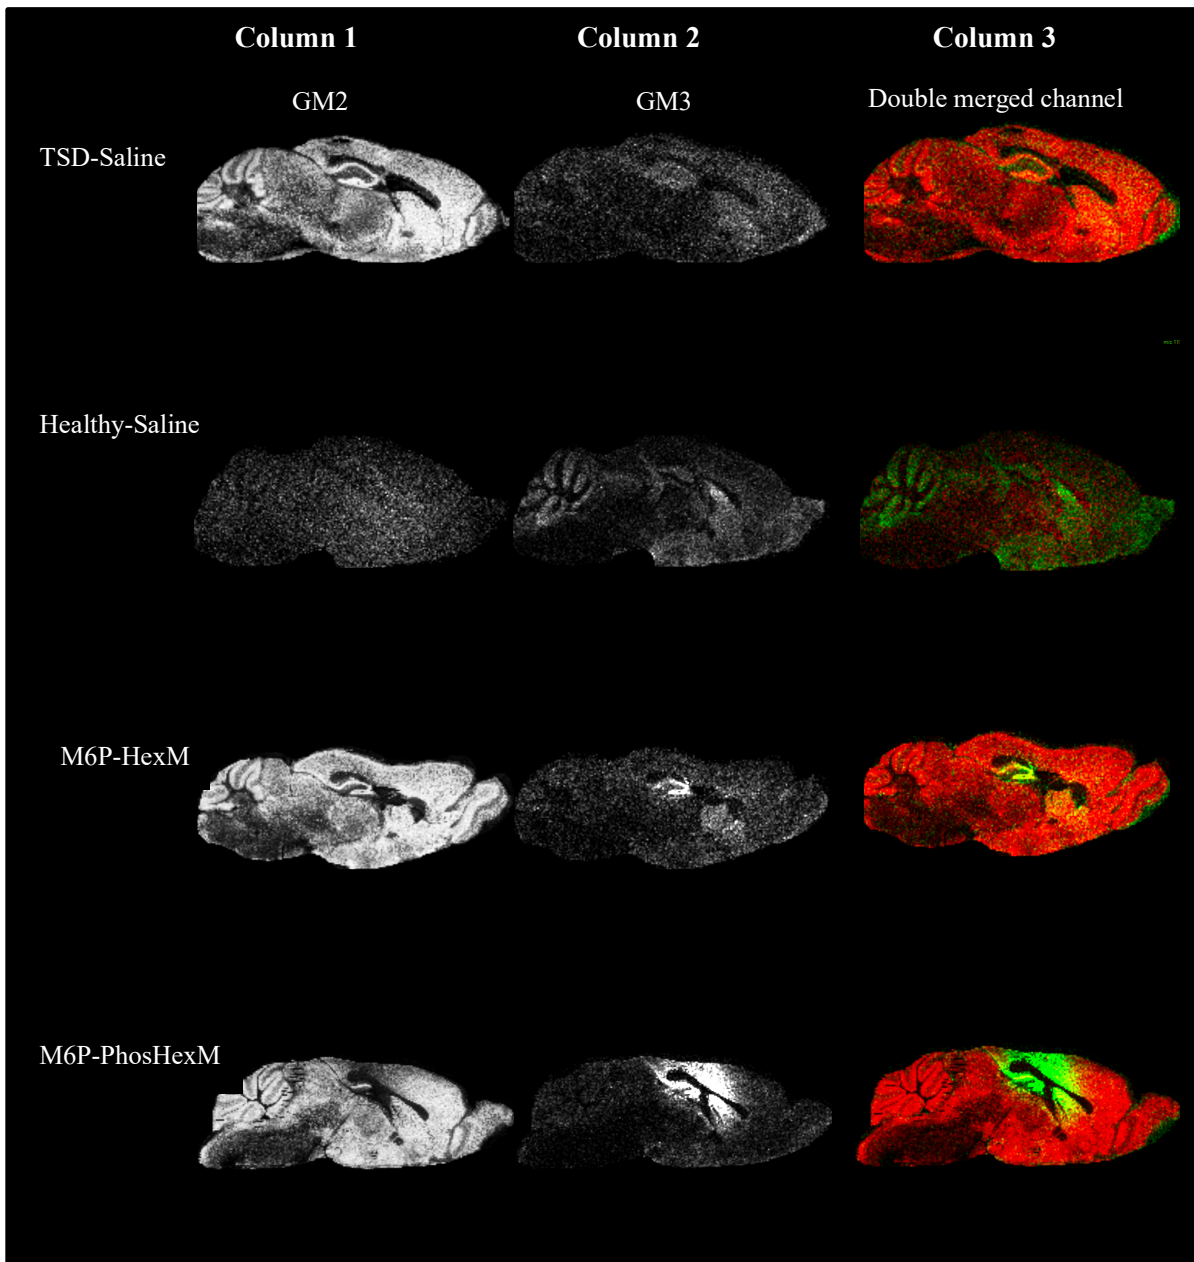 Column 1 Column 2 Column 3
GM2 GM3 Double merged channel
TSD-Saline
Healthy-Saline
M6P-HexM
M6P-PhosHexM